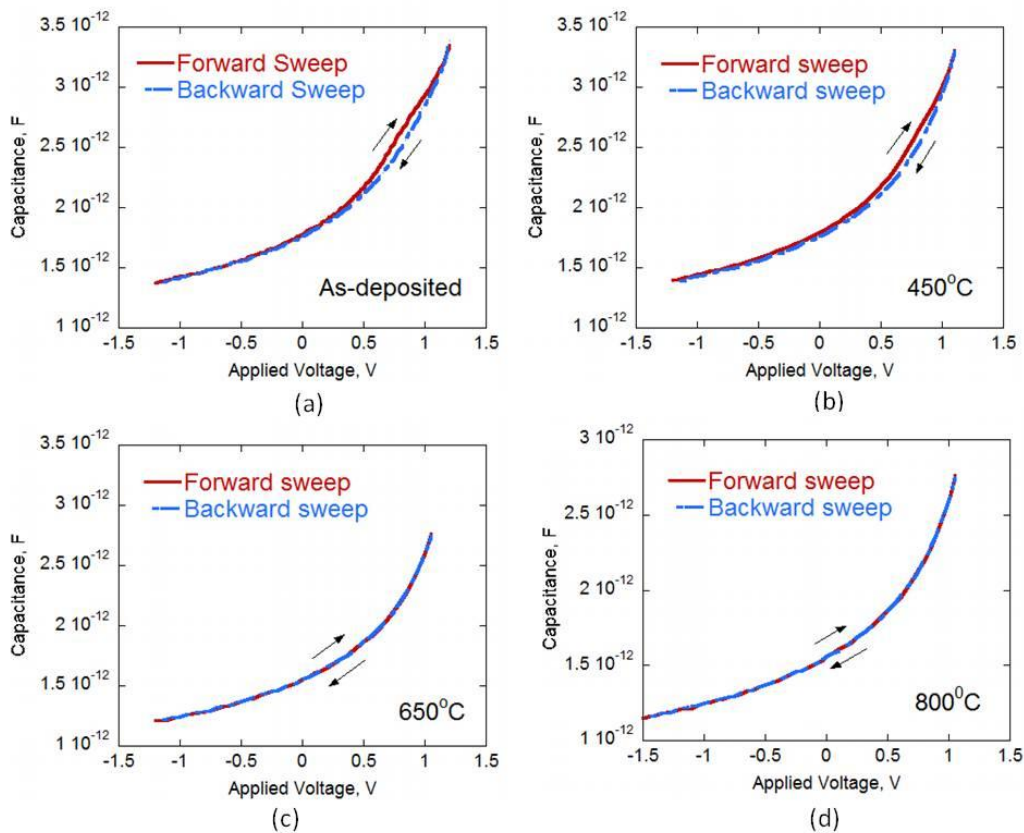 3.5 10⁻¹²
3 10⁻¹²
2.5 10⁻¹²
2 10⁻¹²
1.5 10⁻¹²
1 10⁻¹²
Capacitance, F
Forward Sweep
Backward Sweep
As-deposited
-1.5 -1 -0.5 0 0.5 1 1.5
Applied Voltage, V
(a)
3.5 10⁻¹²
3 10⁻¹²
2.5 10⁻¹²
2 10⁻¹²
1.5 10⁻¹²
1 10⁻¹²
Capacitance, F
Forward sweep
Backward sweep
450⁰C
-1.5 -1 -0.5 0 0.5 1 1.5
Applied Voltage, V
(b)
3.5 10⁻¹²
3 10⁻¹²
2.5 10⁻¹²
2 10⁻¹²
1.5 10⁻¹²
1 10⁻¹²
Capacitance, F
Forward sweep
Backward sweep
650⁰C
-1.5 -1 -0.5 0 0.5 1 1.5
Applied Voltage, V
(c)
3 10⁻¹²
2.5 10⁻¹²
2 10⁻¹²
1.5 10⁻¹²
1 10⁻¹²
Capacitance, F
Forward sweep
Backward sweep
800⁰C
-1.5 -1 -0.5 0 0.5 1 1.5
Applied Voltage, V
(d)